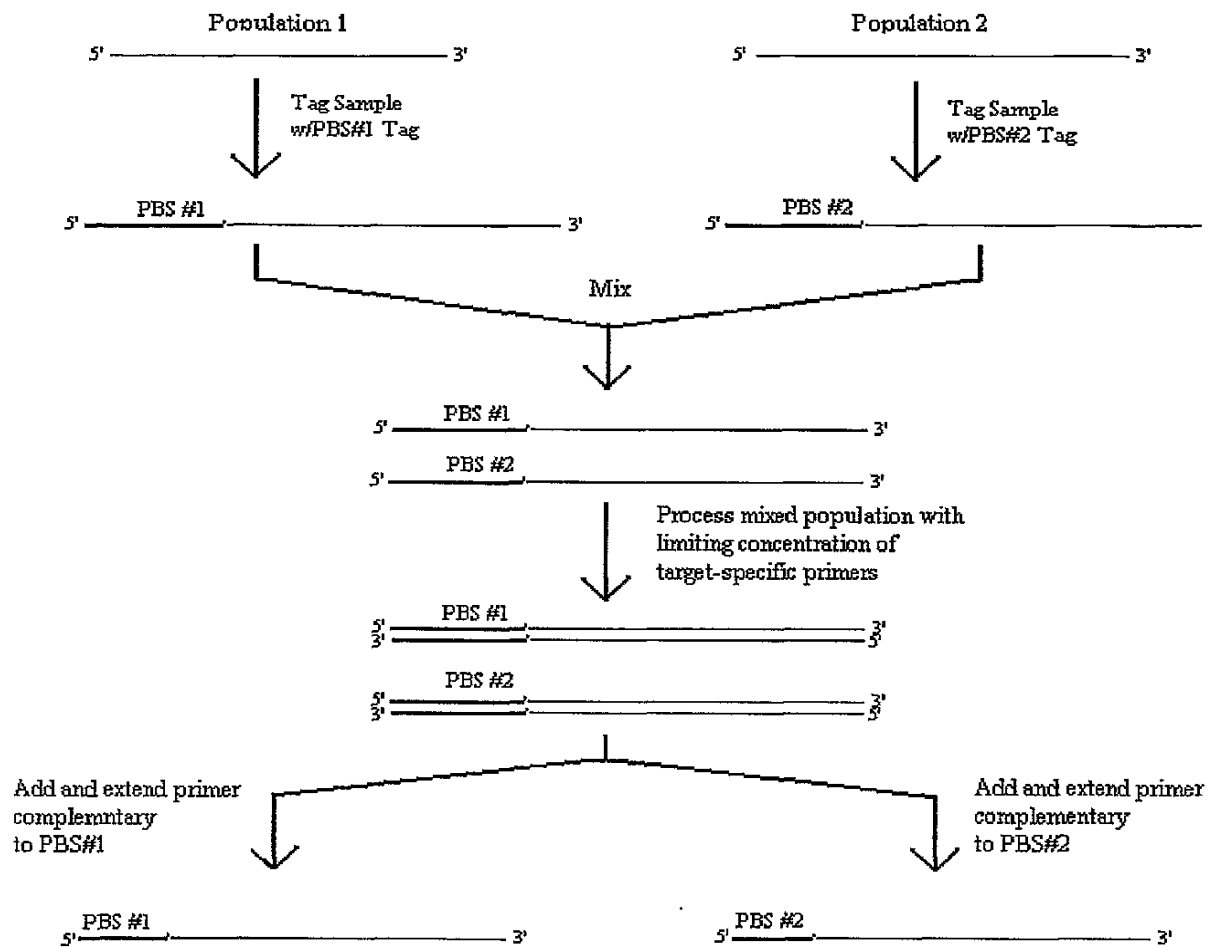 Population 1
Population 2
5' 3'
5' 3'
Tag Sample
w/PBS#1 Tag
Tag Sample
w/PBS#2 Tag
PBS #1
5' 3'
PBS #2
5'
Mix
PBS #1
5' 3'
PBS #2
5' 3'
Process mixed population with
limiting concentration of
target-specific primers
PBS #1
5' 3'
3' 5'
PBS #2
5' 3'
3' 5'
Add and extend primer
complemntary
to PBS#1
Add and extend primer
complementary
to PBS#2
PBS #1
5' 3'
PBS #2
5' 3'